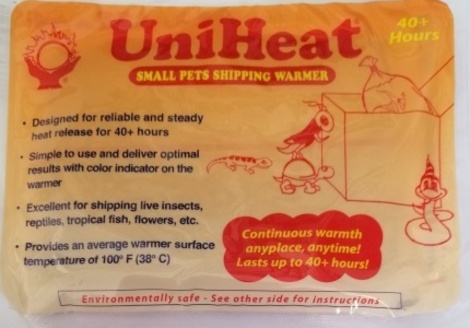 UniHeat®
40+
Hours
SMALL PETS SHIPPING WARMER
• Designed for reliable and steady
heat release for 40+ hours
• Simple to use and deliver optimal
results with color indicator on the
warmer
• Excellent for shipping live insects,
reptiles, tropical fish, flowers, etc.
• Provides an average warmer surface
temperature of 100° F (38° C)
Continuous warmth
anyplace, anytime!
Lasts up to 40+ hours!
Environmentally safe - See other side for instructions